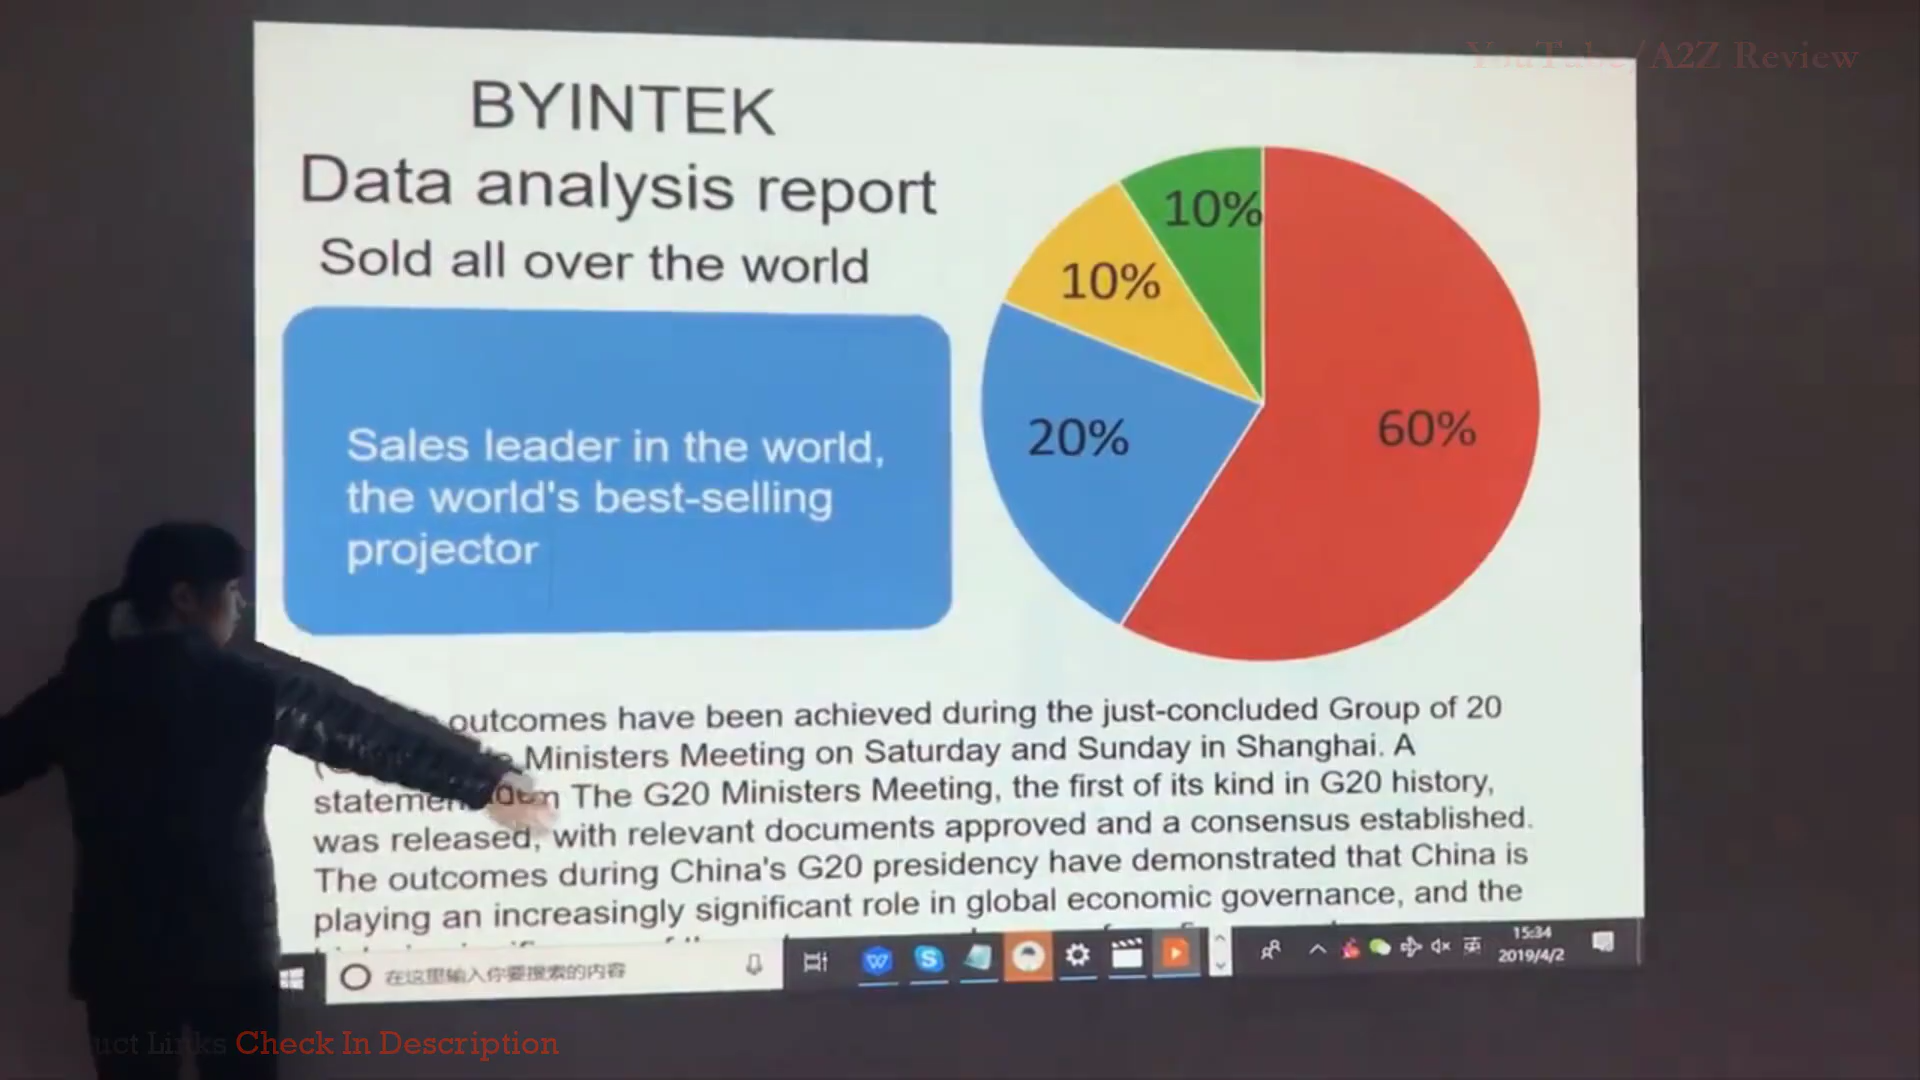 YouTube/A2Z Review
BYINTEK
Data analysis report
Sold all over the world
10%
10%
20%
60%
Sales leader in the world,
the world's best-selling
projector
outcomes have been achieved during the just-concluded Group of 20
Ministers Meeting on Saturday and Sunday in Shanghai. A
The G20 Ministers Meeting, the first of its kind in G20 history,
was released, with relevant documents approved and a consensus established.
The outcomes during China's G20 presidency have demonstrated that China is
playing an increasingly significant role in global economic governance, and the
在这里输入你要搜索的内容
英
15:34
2019/4/2
Links Check In Description